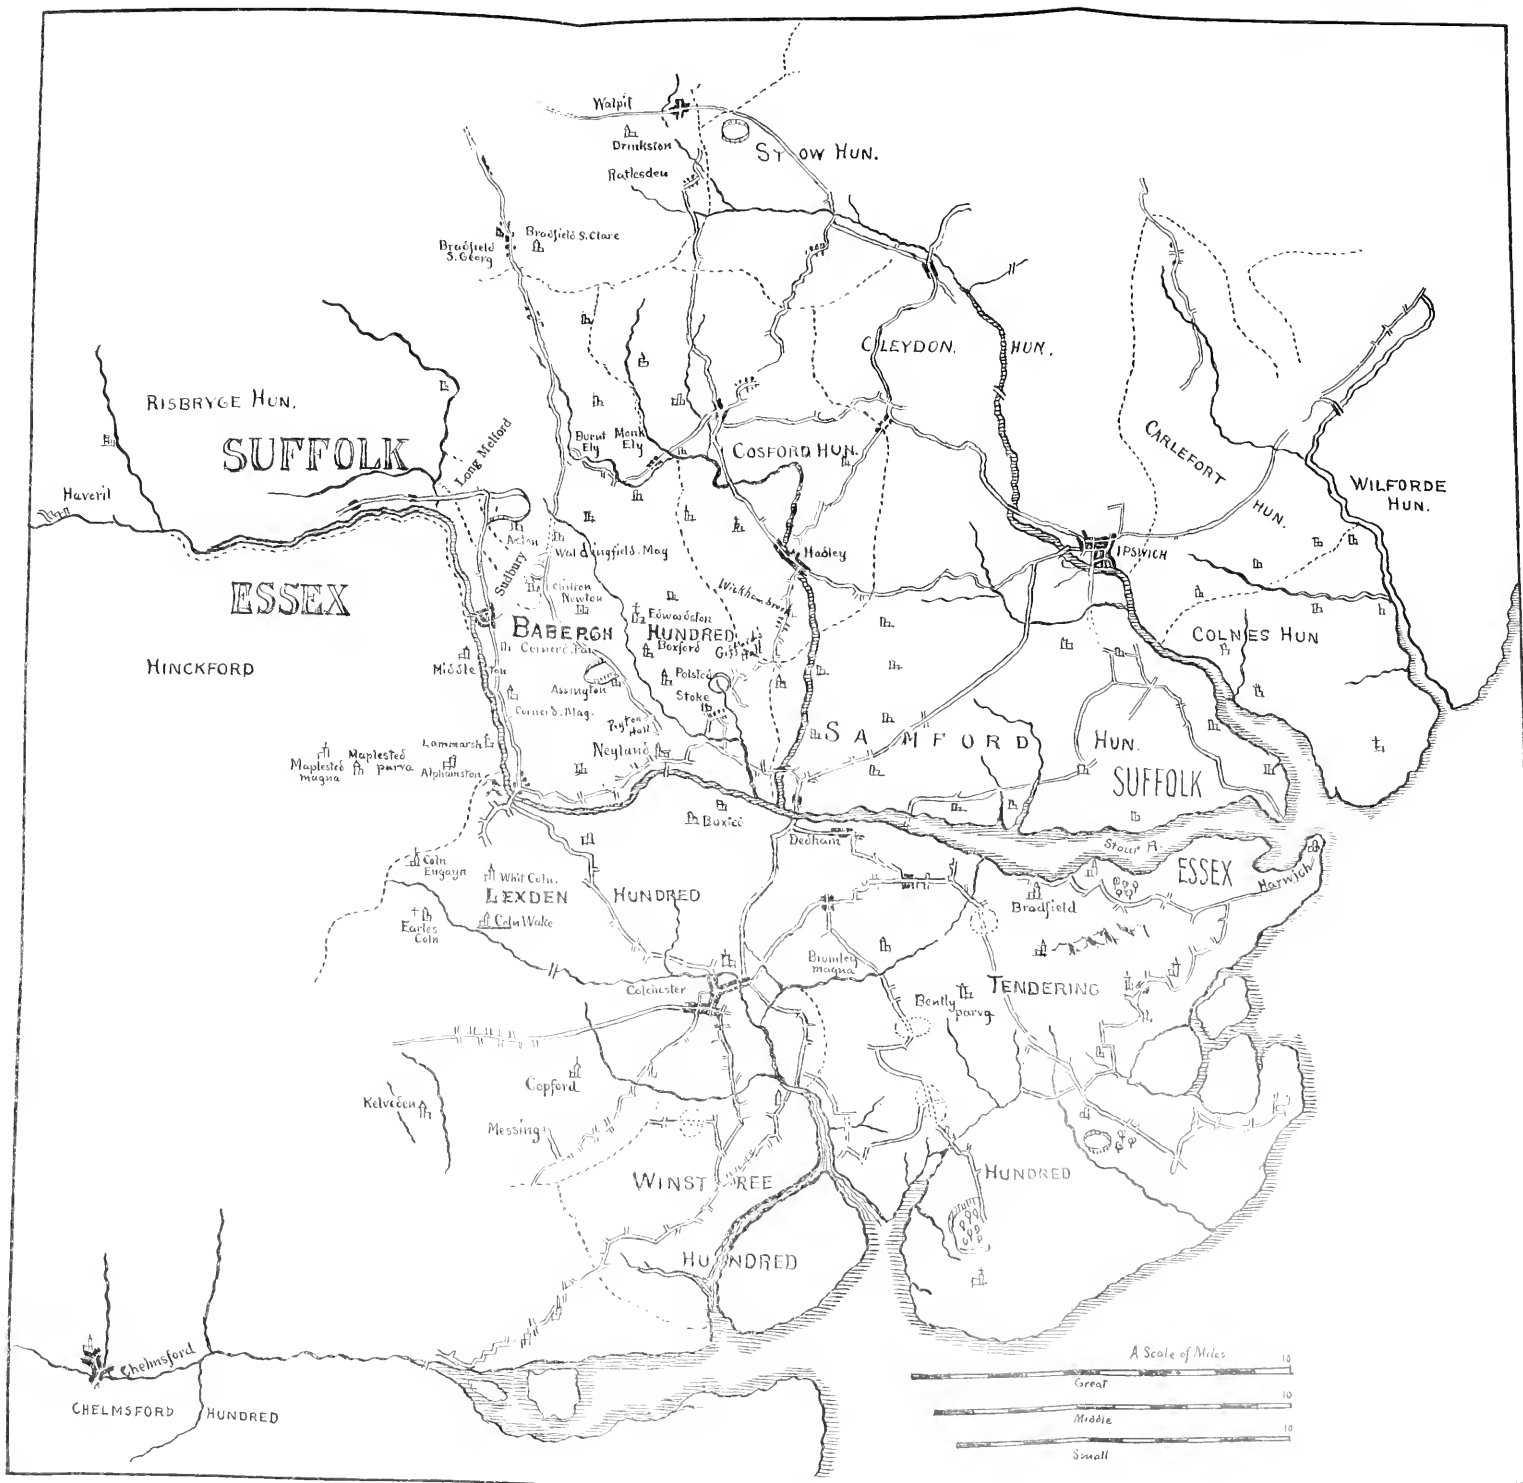 Walpit
Drinkston
STOW HUN.
Ratlesden
Bradfield S. Clare
Bradfield
S. Georg
CLEYDON. HUN.
RISBRYGE HUN.
SUFFOLK
Long Melford
Burnt
Ely
Monk
Ely
COSFORD HUN.
CARLEFORT
HUN.
WILFORDE
HUN.
Haveril
Acton
Waldingfield. Mag
Hadley
IPSWICH
Sudbury
Chilton
Newton
Wickhambrook
ESSEX
Edwardston
BABERGH HUNDRED
COLNIES HUN
Cornerd. Par
Boxford
Hall
HINCKFORD
Middleton
Polsted
Assington
Stoke
Cornerd. Mag.
Peyton
Hall
SAMFORD HUN.
Lammarsh
Neyland
Maplested
magna
Maplested
parva
Alphamston
SUFFOLK
Boxted
Dedham
Stour R.
ESSEX
Harwich
Coln
Engayn
Whit Coln.
LEXDEN HUNDRED
Bradfield
Earles
Coln
Coln Wake
Brumley
magna
Colchester
TENDERING
Bently
parva
Copford
Kelveden
Messing
WINSTREE
HUNDRED
HUNDRED
Chelmsford
CHELMSFORD HUNDRED
A Scale of Miles
10
Great
10
Middle
10
Small